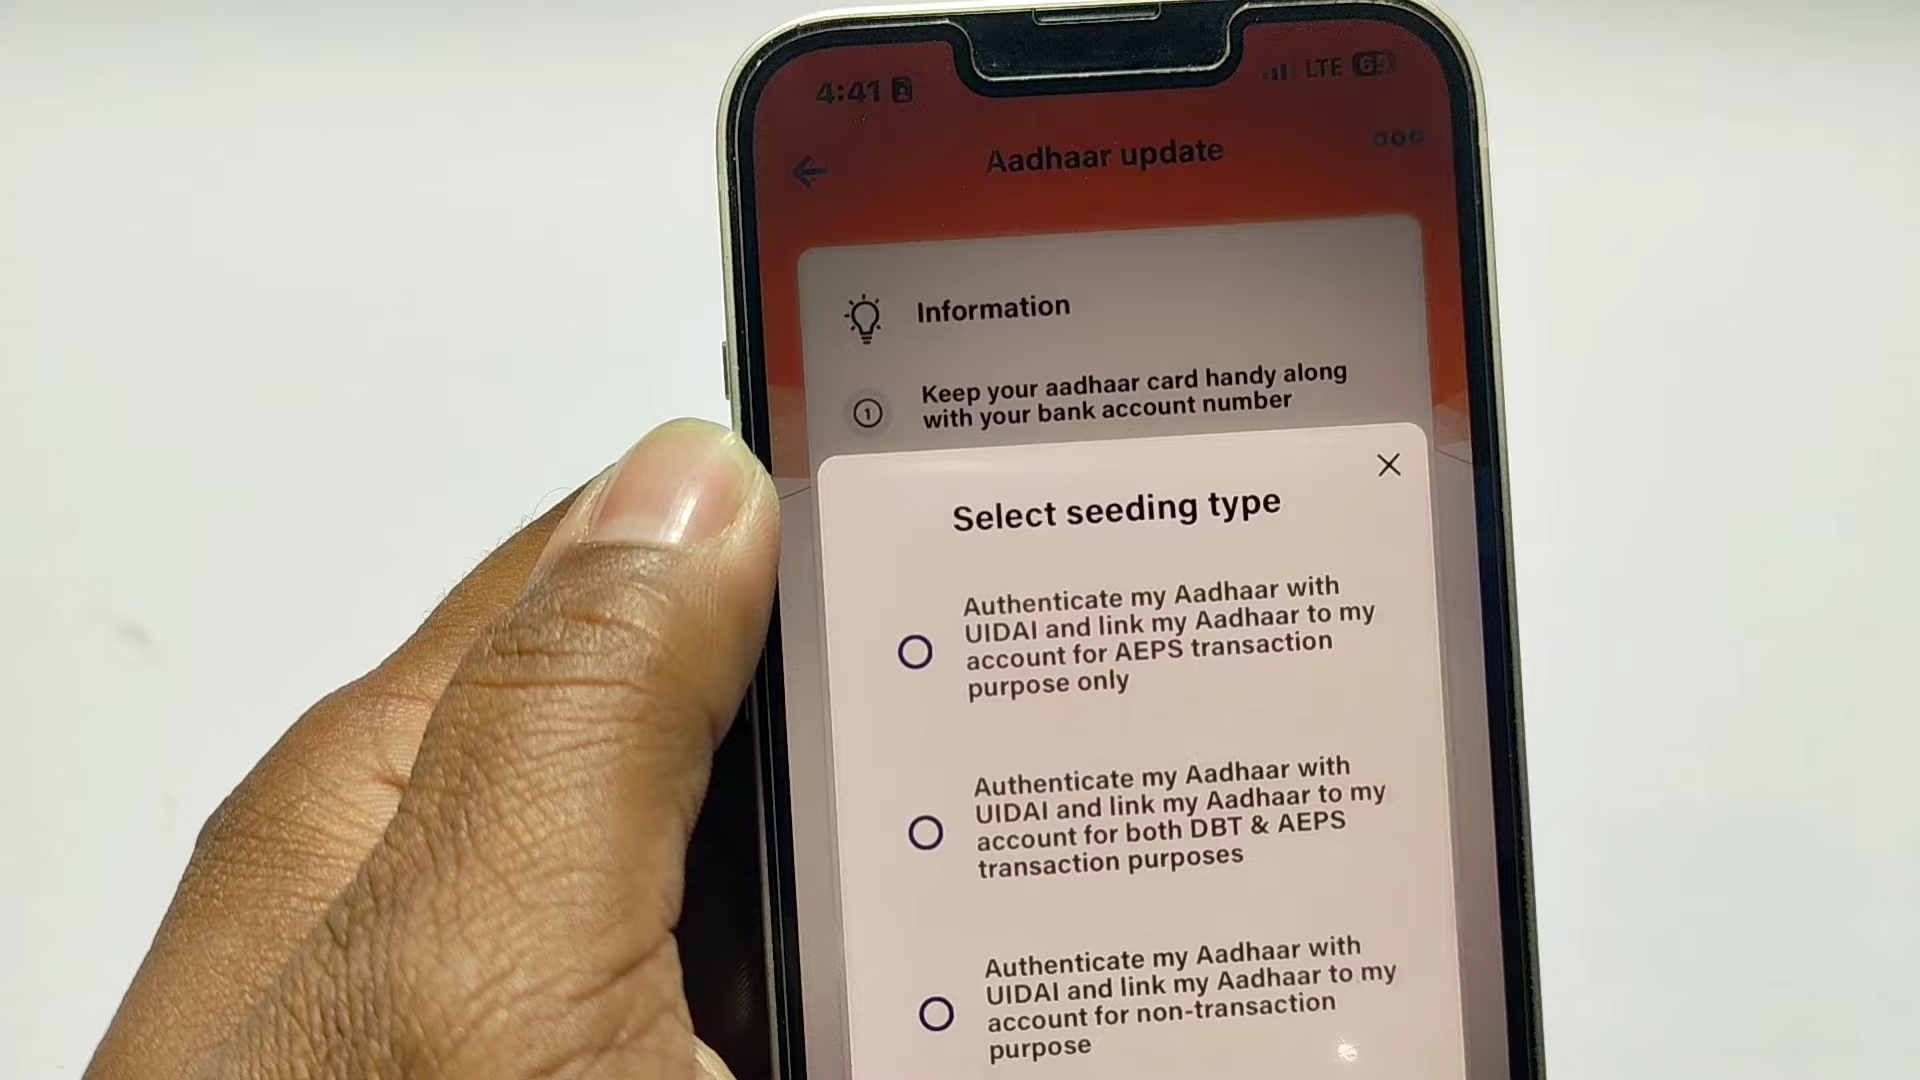 4:41
LTE 69
Aadhaar update
Information
1
Keep your aadhaar card handy along
with your bank account number
Select seeding type
Authenticate my Aadhaar with
UIDAI and link my Aadhaar to my
account for AEPS transaction
purpose only
Authenticate my Aadhaar with
UIDAI and link my Aadhaar to my
account for both DBT & AEPS
transaction purposes
Authenticate my Aadhaar with
UIDAI and link my Aadhaar to my
account for non-transaction
purpose